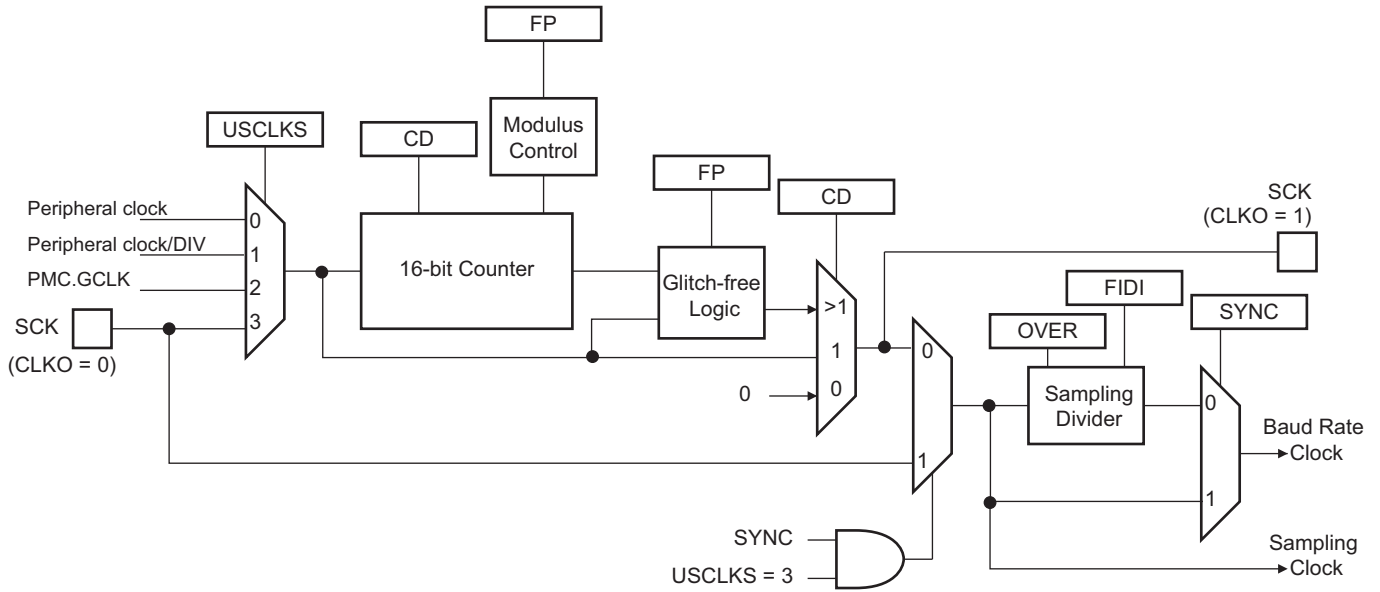 FP
USCLKS
CD
Modulus
Control
FP
CD
SCK
(CLKO = 1)
Peripheral clock
0
Peripheral clock/DIV
1
PMC.GCLK
2
SCK
3
(CLKO = 0)
16-bit Counter
Glitch-free
Logic
>1
1
0
0
0
1
FIDI
OVER
SYNC
Sampling
Divider
0
1
Baud Rate
Clock
SYNC
USCLKS = 3
Sampling
Clock